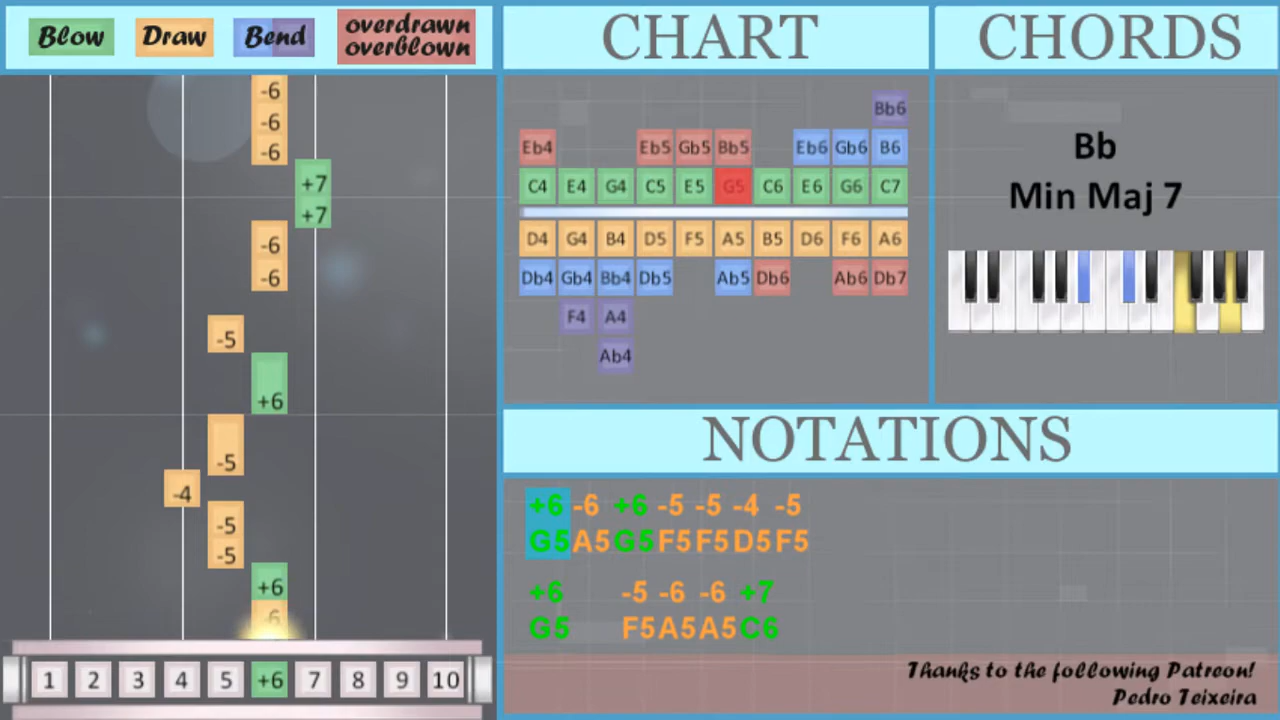 Blow Draw Bend overdrawn
overblown
CHART
CHORDS
-6
-6
-6
+7
+7
-6
-6
-5
+6
-5
-4
-5
-5
+6
-6
1 2 3 4 5 +6 7 8 9 10
Bb6
Eb4 Eb5 Gb5 Bb5 Eb6 Gb6 B6
C4 E4 G4 C5 E5 G5 C6 E6 G6 C7
D4 G4 B4 D5 F5 A5 B5 D6 F6 A6
Db4 Gb4 Bb4 Db5 Ab5 Db6 Ab6 Db7
F4 A4
Ab4
Bb
Min Maj 7
NOTATIONS
+6 -6 +6 -5 -5 -4 -5
G5 A5 G5 F5 F5 D5 F5
+6 -5 -6 -6 +7
G5 F5 A5 A5 C6
Thanks to the following Patreon!
Pedro Teixeira